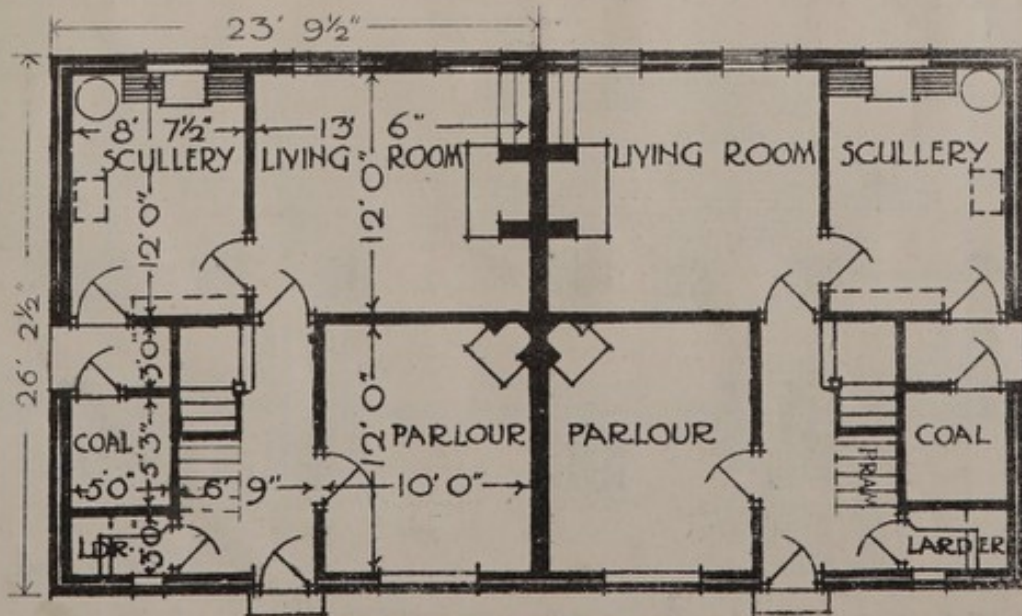 23' 9½"
8' 7½"
13' 6"
SCULLERY
LIVING ROOM
LIVING ROOM
SCULLERY
12' 0"
12' 0"
26' 2½"
3'0"
12' 0"
COAL
5'3"
PARLOUR
PARLOUR
COAL
PRAM
5'0"
6' 9"
10' 0"
LDR.
3'0"
LARDER